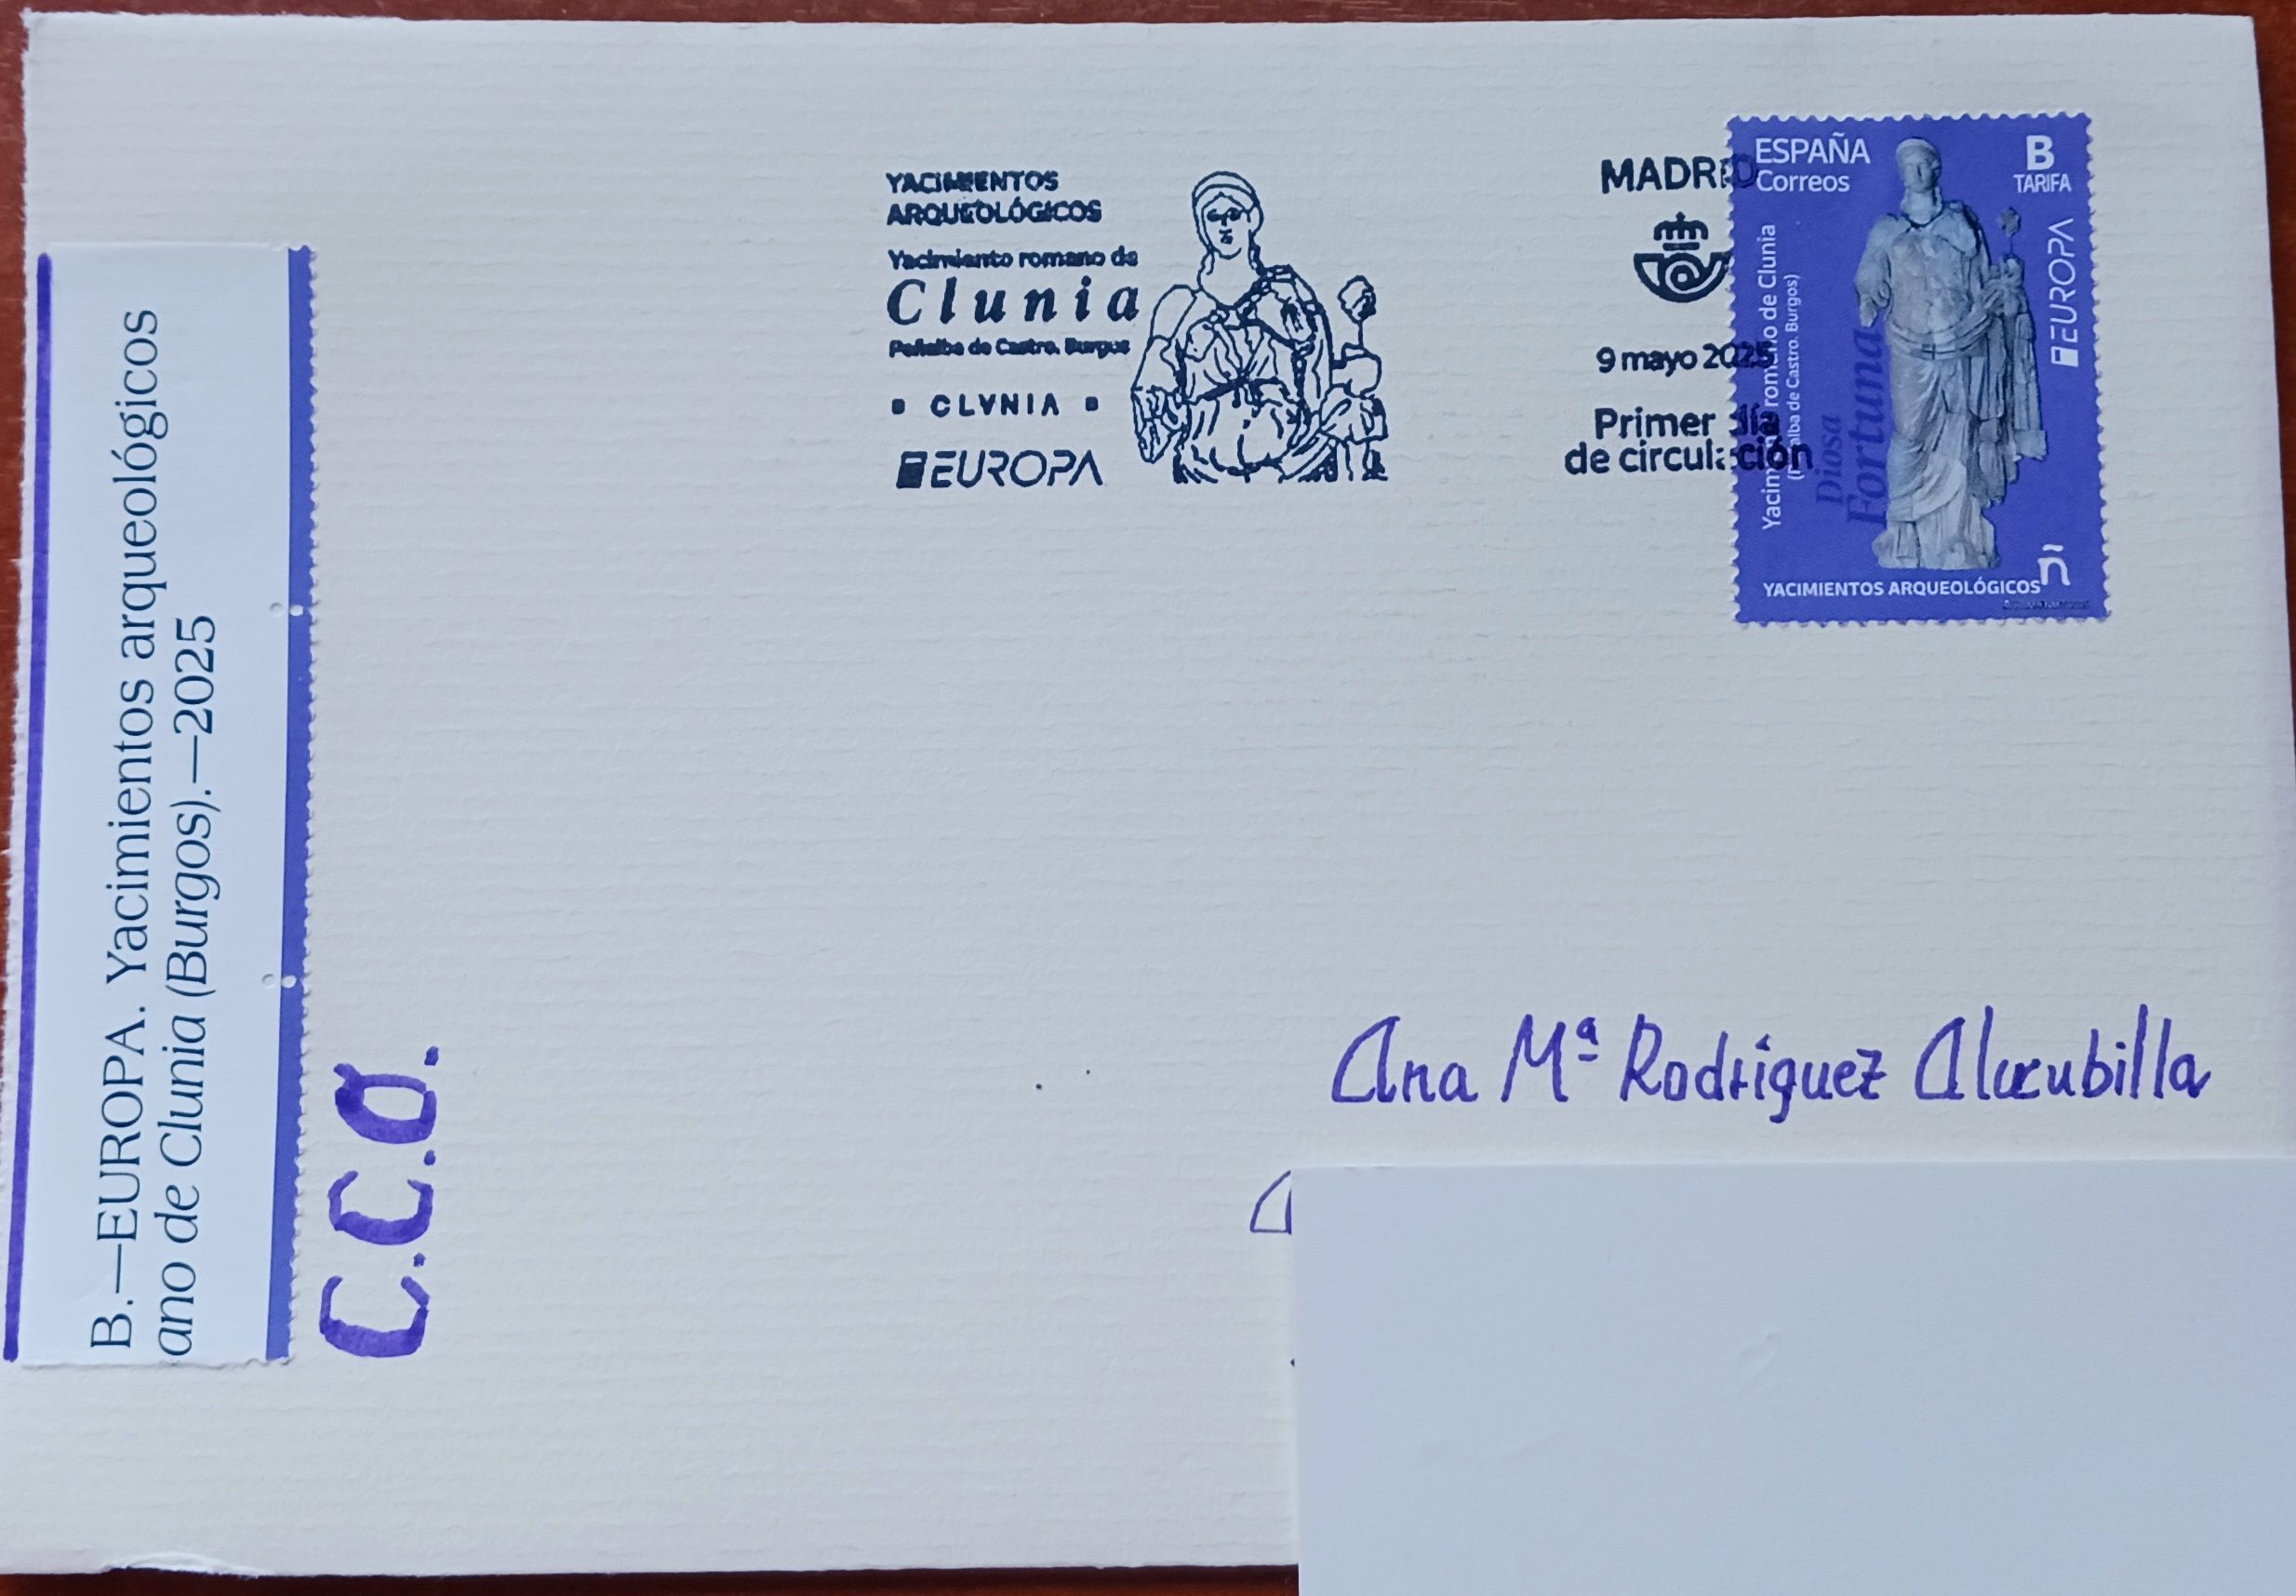 YACIMIENTOS
ARQUEOLÓGICOS
Yacimiento romano de
Clunia
Peñalba de Castro. Burgos
CLVNIA
EUROPA
MADRID
9 mayo 2025
Primer día
de circulación
ESPAÑA
Correos
B
TARIFA
EUROPA
Yacimiento romano de Clunia
(Peñalba de Castro. Burgos)
Diosa
Fortuna
YACIMIENTOS ARQUEOLÓGICOS
ñ
B.—EUROPA. Yacimientos arqueológicos
ano de Clunia (Burgos).—2025
C.C.O.
Ana Mª Rodriguez Alcubilla